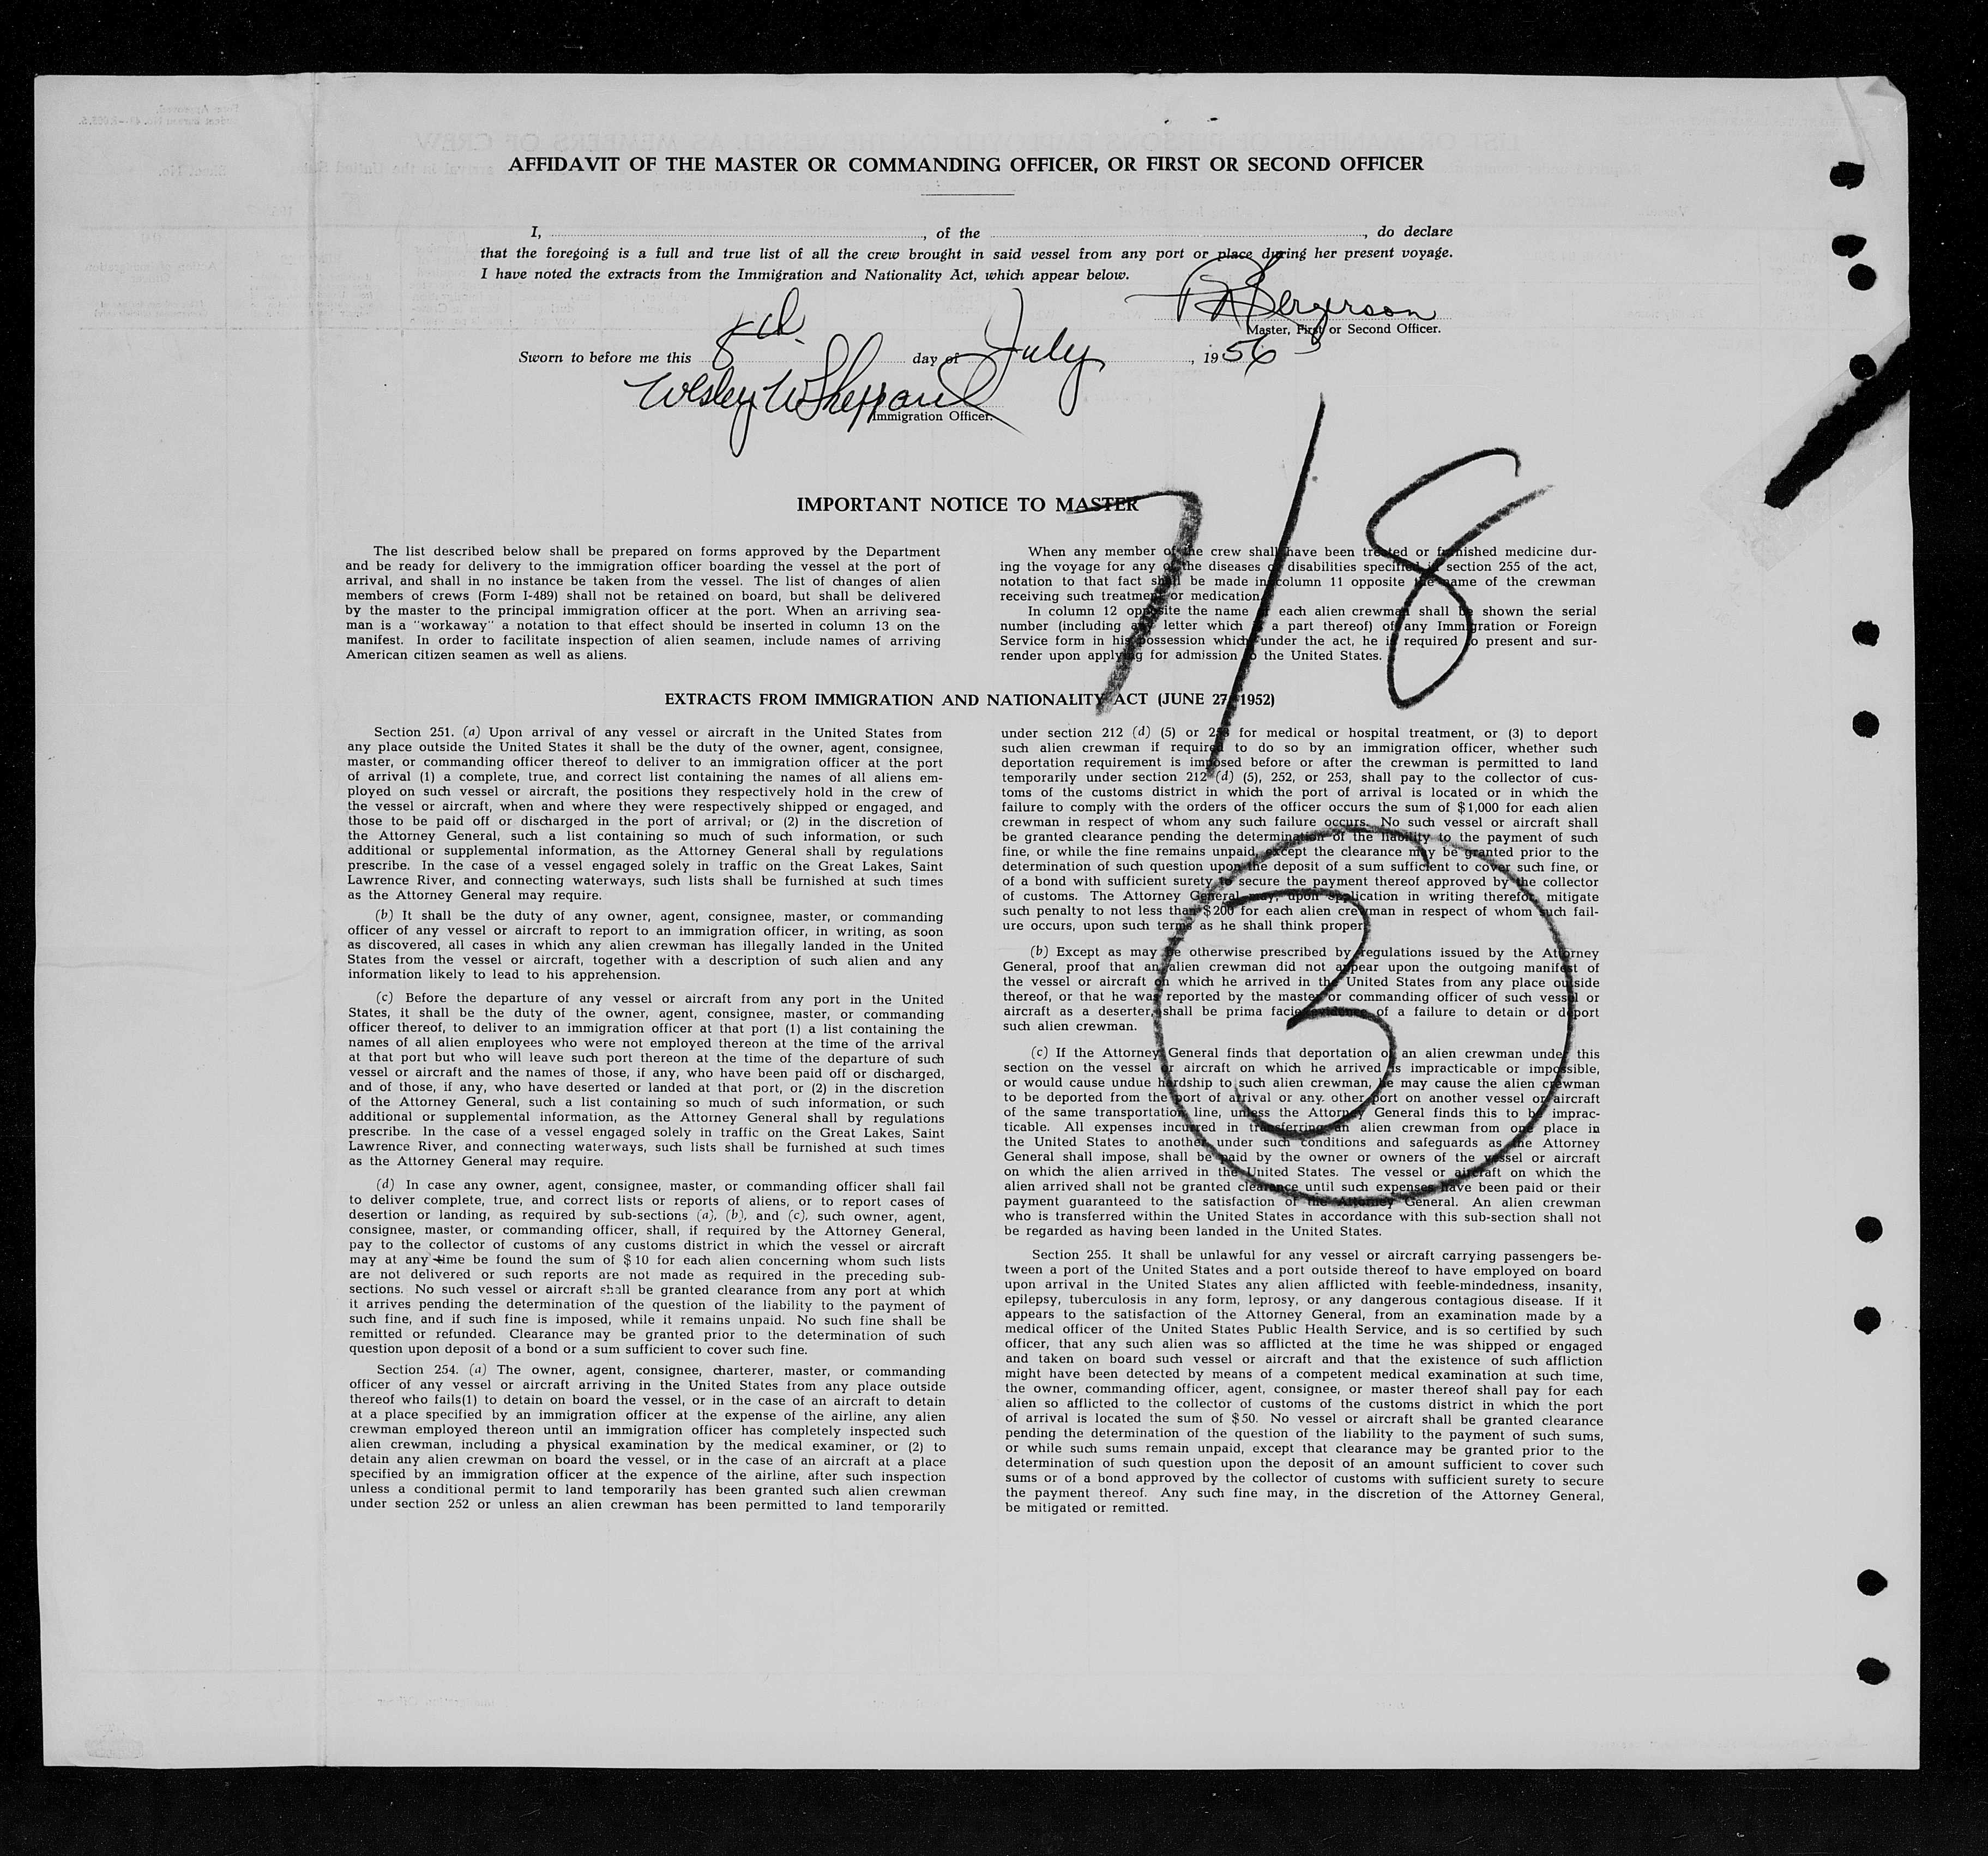 AFFIDAVIT OF THE MASTER OR COMMANDING OFFICER, OR FIRST OR SECOND OFFICER
I, , of the , do declare
that the foregoing is a full and true list of all the crew brought in said vessel from any port or place during her present voyage.
I have noted the extracts from the Immigration and Nationality Act, which appear below.
Bergerson
Master, First or Second Officer.
Sworn to before me this 8th day of July, 1956
Wesley W Sheppard
Immigration Officer.
7/8
3
IMPORTANT NOTICE TO MASTER
The list described below shall be prepared on forms approved by the Department
and be ready for delivery to the immigration officer boarding the vessel at the port of
arrival, and shall in no instance be taken from the vessel. The list of changes of alien
members of crews (Form I-489) shall not be retained on board, but shall be delivered
by the master to the principal immigration officer at the port. When an arriving sea-
man is a "workaway" a notation to that effect should be inserted in column 13 on the
manifest. In order to facilitate inspection of alien seamen, include names of arriving
American citizen seamen as well as aliens.
When any member of the crew shall have been treated or furnished medicine dur-
ing the voyage for any of the diseases or disabilities specified in section 255 of the act,
notation to that fact shall be made in column 11 opposite the name of the crewman
receiving such treatment or medication.
In column 12 opposite the name of each alien crewman shall be shown the serial
number (including any letter which is a part thereof) of any Immigration or Foreign
Service form in his possession which under the act, he is required to present and sur-
render upon applying for admission to the United States.
EXTRACTS FROM IMMIGRATION AND NATIONALITY ACT (JUNE 27, 1952)
Section 251. (a) Upon arrival of any vessel or aircraft in the United States from
any place outside the United States it shall be the duty of the owner, agent, consignee,
master, or commanding officer thereof to deliver to an immigration officer at the port
of arrival (1) a complete, true, and correct list containing the names of all aliens em-
ployed on such vessel or aircraft, the positions they respectively hold in the crew of
the vessel or aircraft, when and where they were respectively shipped or engaged, and
those to be paid off or discharged in the port of arrival; or (2) in the discretion of
the Attorney General, such a list containing so much of such information, or such
additional or supplemental information, as the Attorney General shall by regulations
prescribe. In the case of a vessel engaged solely in traffic on the Great Lakes, Saint
Lawrence River, and connecting waterways, such lists shall be furnished at such times
as the Attorney General may require.
(b) It shall be the duty of any owner, agent, consignee, master, or commanding
officer of any vessel or aircraft to report to an immigration officer, in writing, as soon
as discovered, all cases in which any alien crewman has illegally landed in the United
States from the vessel or aircraft, together with a description of such alien and any
information likely to lead to his apprehension.
(c) Before the departure of any vessel or aircraft from any port in the United
States, it shall be the duty of the owner, agent, consignee, master, or commanding
officer thereof, to deliver to an immigration officer at that port (1) a list containing the
names of all alien employees who were not employed thereon at the time of the arrival
at that port but who will leave such port thereon at the time of the departure of such
vessel or aircraft and the names of those, if any, who have been paid off or discharged,
and of those, if any, who have deserted or landed at that port, or (2) in the discretion
of the Attorney General, such a list containing so much of such information, or such
additional or supplemental information, as the Attorney General shall by regulations
prescribe. In the case of a vessel engaged solely in traffic on the Great Lakes, Saint
Lawrence River, and connecting waterways, such lists shall be furnished at such times
as the Attorney General may require.
(d) In case any owner, agent, consignee, master, or commanding officer shall fail
to deliver complete, true, and correct lists or reports of aliens, or to report cases of
desertion or landing, as required by sub-sections (a), (b), and (c), such owner, agent,
consignee, master, or commanding officer, shall, if required by the Attorney General,
pay to the collector of customs of any customs district in which the vessel or aircraft
may at any time be found the sum of $10 for each alien concerning whom such lists
are not delivered or such reports are not made as required in the preceding sub-
sections. No such vessel or aircraft shall be granted clearance from any port at which
it arrives pending the determination of the question of the liability to the payment of
such fine, and if such fine is imposed, while it remains unpaid. No such fine shall be
remitted or refunded. Clearance may be granted prior to the determination of such
question upon deposit of a bond or a sum sufficient to cover such fine.
Section 254. (a) The owner, agent, consignee, charterer, master, or commanding
officer of any vessel or aircraft arriving in the United States from any place outside
thereof who fails(1) to detain on board the vessel, or in the case of an aircraft to detain
at a place specified by an immigration officer at the expense of the airline, any alien
crewman employed thereon until an immigration officer has completely inspected such
alien crewman, including a physical examination by the medical examiner, or (2) to
detain any alien crewman on board the vessel, or in the case of an aircraft at a place
specified by an immigration officer at the expence of the airline, after such inspection
unless a conditional permit to land temporarily has been granted such alien crewman
under section 252 or unless an alien crewman has been permitted to land temporarily
under section 212 (d) (5) or 253 for medical or hospital treatment, or (3) to deport
such alien crewman if required to do so by an immigration officer, whether such
deportation requirement is imposed before or after the crewman is permitted to land
temporarily under section 212 (d) (5), 252, or 253, shall pay to the collector of cus-
toms of the customs district in which the port of arrival is located or in which the
failure to comply with the orders of the officer occurs the sum of $1,000 for each alien
crewman in respect of whom any such failure occurs. No such vessel or aircraft shall
be granted clearance pending the determination of the liability to the payment of such
fine, or while the fine remains unpaid, except the clearance may be granted prior to the
determination of such question upon the deposit of a sum sufficient to cover such fine, or
of a bond with sufficient surety to secure the payment thereof approved by the collector
of customs. The Attorney General may, upon application in writing therefor, mitigate
such penalty to not less than $200 for each alien crewman in respect of whom such fail-
ure occurs, upon such terms as he shall think proper.
(b) Except as may be otherwise prescribed by regulations issued by the Attorney
General, proof that an alien crewman did not appear upon the outgoing manifest of
the vessel or aircraft on which he arrived in the United States from any place outside
thereof, or that he was reported by the master or commanding officer of such vessel or
aircraft as a deserter, shall be prima facie evidence of a failure to detain or deport
such alien crewman.
(c) If the Attorney General finds that deportation of an alien crewman under this
section on the vessel or aircraft on which he arrived is impracticable or impossible,
or would cause undue hardship to such alien crewman, he may cause the alien crewman
to be deported from the port of arrival or any. other port on another vessel or aircraft
of the same transportation line, unless the Attorney General finds this to be imprac-
ticable. All expenses incurred in transferring an alien crewman from one place in
the United States to another under such conditions and safeguards as the Attorney
General shall impose, shall be paid by the owner or owners of the vessel or aircraft
on which the alien arrived in the United States. The vessel or aircraft on which the
alien arrived shall not be granted clearance until such expenses have been paid or their
payment guaranteed to the satisfaction of the Attorney General. An alien crewman
who is transferred within the United States in accordance with this sub-section shall not
be regarded as having been landed in the United States.
Section 255. It shall be unlawful for any vessel or aircraft carrying passengers be-
tween a port of the United States and a port outside thereof to have employed on board
upon arrival in the United States any alien afflicted with feeble-mindedness, insanity,
epilepsy, tuberculosis in any form, leprosy, or any dangerous contagious disease. If it
appears to the satisfaction of the Attorney General, from an examination made by a
medical officer of the United States Public Health Service, and is so certified by such
officer, that any such alien was so afflicted at the time he was shipped or engaged
and taken on board such vessel or aircraft and that the existence of such affliction
might have been detected by means of a competent medical examination at such time,
the owner, commanding officer, agent, consignee, or master thereof shall pay for each
alien so afflicted to the collector of customs of the customs district in which the port
of arrival is located the sum of $50. No vessel or aircraft shall be granted clearance
pending the determination of the question of the liability to the payment of such sums,
or while such sums remain unpaid, except that clearance may be granted prior to the
determination of such question upon the deposit of an amount sufficient to cover such
sums or of a bond approved by the collector of customs with sufficient surety to secure
the payment thereof. Any such fine may, in the discretion of the Attorney General,
be mitigated or remitted.